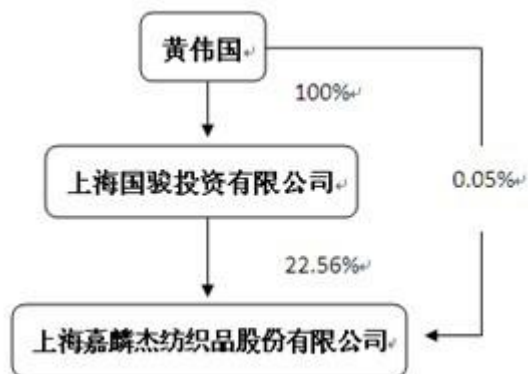 黄伟国
100%
上海国骏投资有限公司
0.05%
22.56%
上海嘉麟杰纺织品股份有限公司